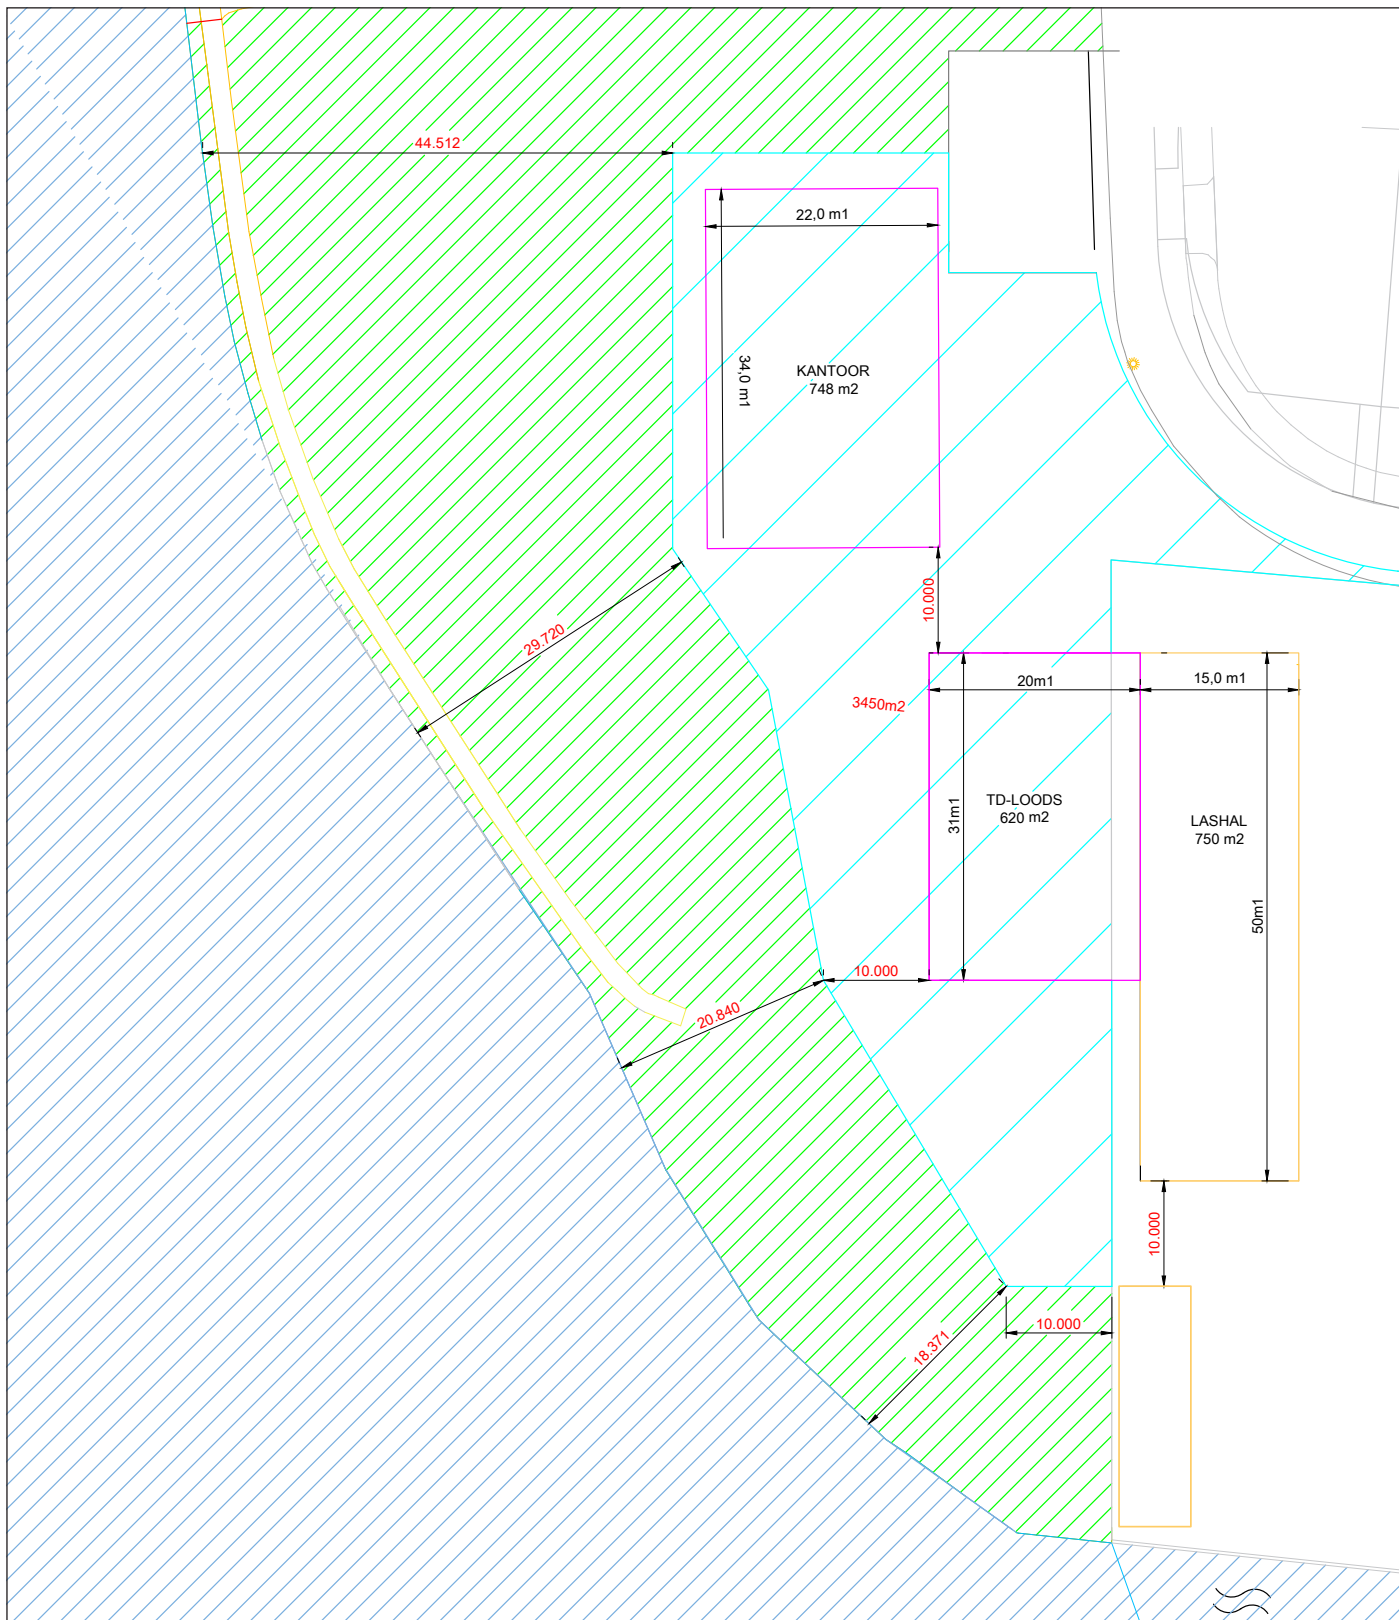 44.512
22,0 m1
34,0 m1
KANTOOR
748 m2
10.000
29.720
20m1
15,0 m1
3450m2
31m1
TD-LOODS
620 m2
LASHAL
750 m2
50m1
10.000
20.840
10.000
10.000
18.371